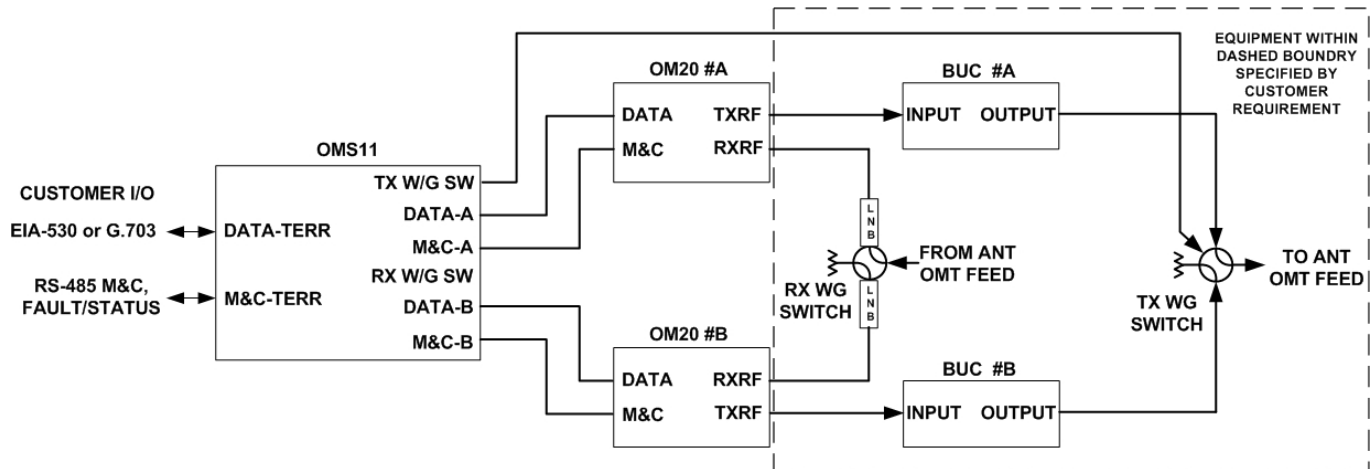 EQUIPMENT WITHIN
DASHED BOUNDRY
SPECIFIED BY
CUSTOMER
REQUIREMENT
OM20 #A
DATA
TXRF
M&C
RXRF
BUC #A
INPUT
OUTPUT
OMS11
TX W/G SW
DATA-A
M&C-A
RX W/G SW
DATA-B
M&C-B
DATA-TERR
M&C-TERR
CUSTOMER I/O
EIA-530 or G.703
RS-485 M&C,
FAULT/STATUS
LNB
FROM ANT
OMT FEED
RX WG
SWITCH
LNB
TO ANT
OMT FEED
TX WG
SWITCH
OM20 #B
DATA
RXRF
M&C
TXRF
BUC #B
INPUT
OUTPUT